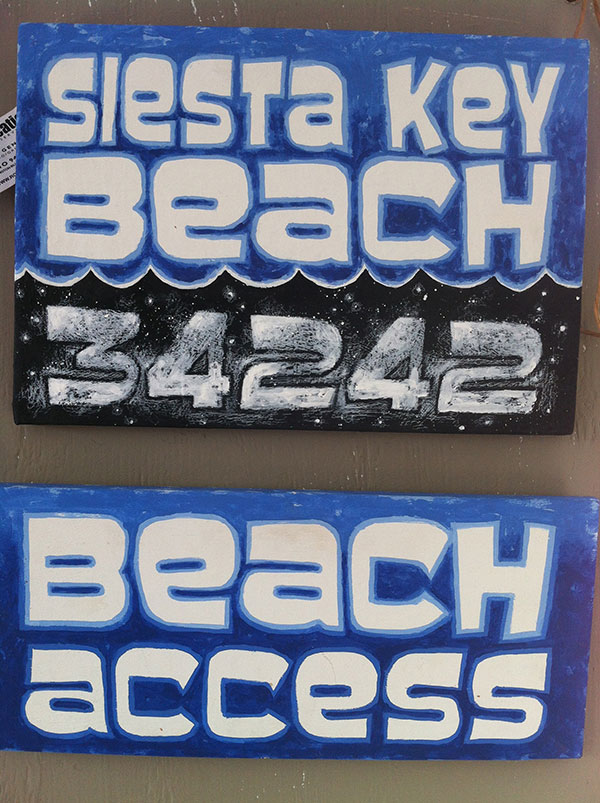 SIESTA KEY
BEACH
34242
BEACH
access